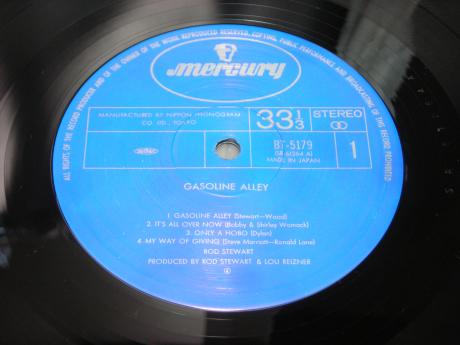 ALL RIGHTS OF THE RECORD PRODUCER AND OF THE OWNER OF THE WORK REPRODUCED RESERVED. COPYING, PUBLIC PERFORMANCE AND BROADCASTING OF THIS RECORD PROHIBITED
mercury
MANUFACTURED BY NIPPON PHONOGRAM
CO. LTD., TOKYO
33 1/3
STEREO
BT-5179
MADE IN JAPAN
1
GASOLINE ALLEY
1. GASOLINE ALLEY (Stewart—Wood)
2. IT'S ALL OVER NOW (Bobby & Shirley Womack)
3. ONLY A HOBO (Dylan)
4. MY WAY OF GIVING (Steve Marriott—Ronald Lane)
ROD STEWART
PRODUCED BY ROD STEWART & LOU REIZNER